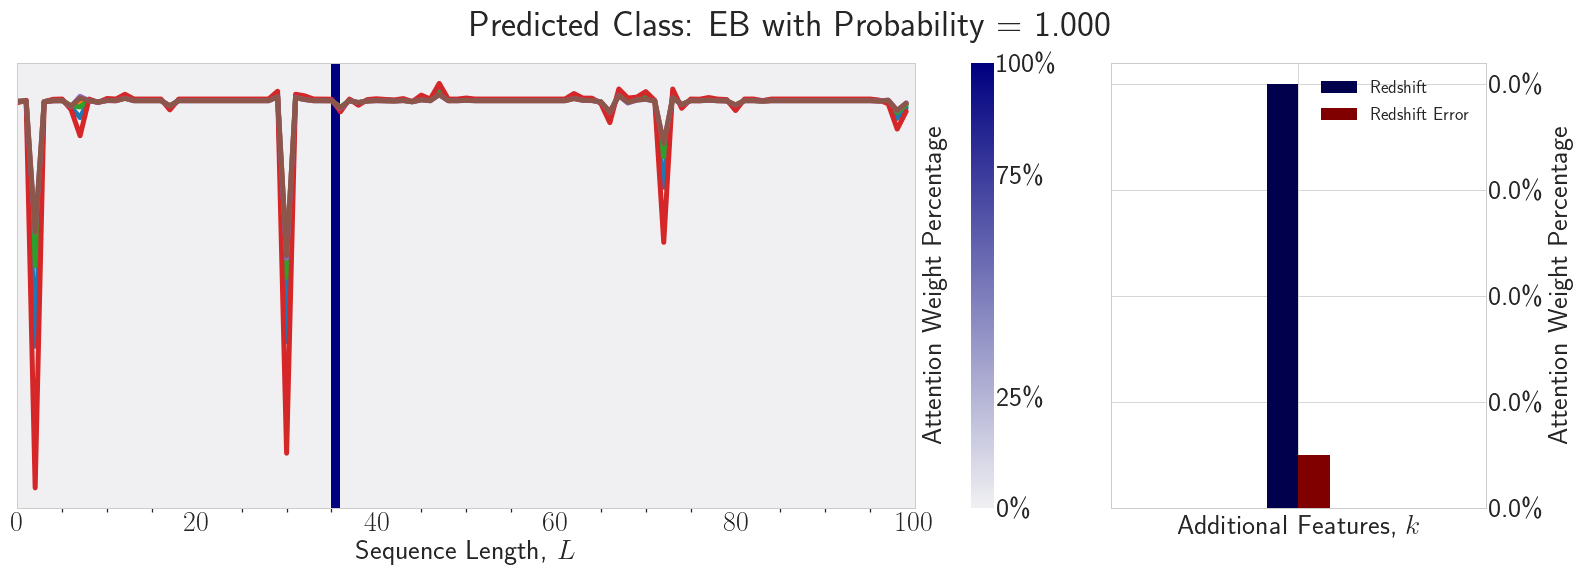 Predicted Class: EB with Probability = 1.000
0 20 40 60 80 100
Sequence Length, L
100%
75%
25%
0%
Attention Weight Percentage
Redshift
Redshift Error
0.0%
0.0%
0.0%
0.0%
0.0%
Attention Weight Percentage
Additional Features, k